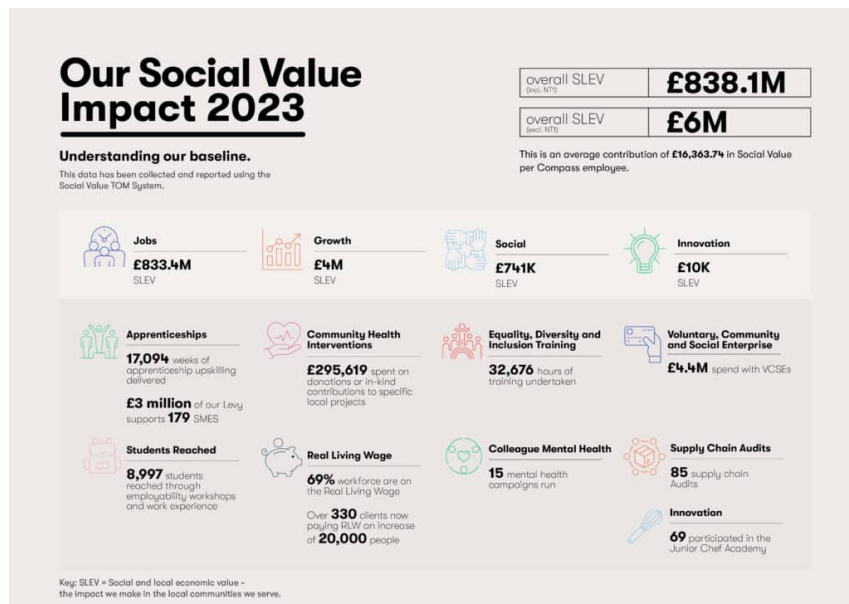 Our Social Value
Impact 2023
Understanding our baseline.
This data has been collected and reported using the
Social Value TOM System.
overall SLEV
(incl. NT1)
£838.1M
overall SLEV
(excl. NT1)
£6M
This is an average contribution of £16,363.74 in Social Value
per Compass employee.
Jobs
£833.4M
SLEV
Growth
£4M
SLEV
Social
£741K
SLEV
Innovation
£10K
SLEV
Apprenticeships
17,094 weeks of
apprenticeship upskilling
delivered
£3 million of our Levy
supports 179 SMES
Community Health
Interventions
£295,619 spent on
donations or in-kind
contributions to specific
local projects
Equality, Diversity and
Inclusion Training
32,676 hours of
training undertaken
Voluntary, Community
and Social Enterprise
£4.4M spend with VCSEs
Students Reached
8,997 students
reached through
employability workshops
and work experience
Real Living Wage
69% workforce are on
the Real Living Wage
Over 330 clients now
paying RLW an increase
of 20,000 people
Colleague Mental Health
15 mental health
campaigns run
Supply Chain Audits
85 supply chain
Audits
Innovation
69 participated in the
Junior Chef Academy
Key: SLEV = Social and local economic value -
the impact we make in the local communities we serve.